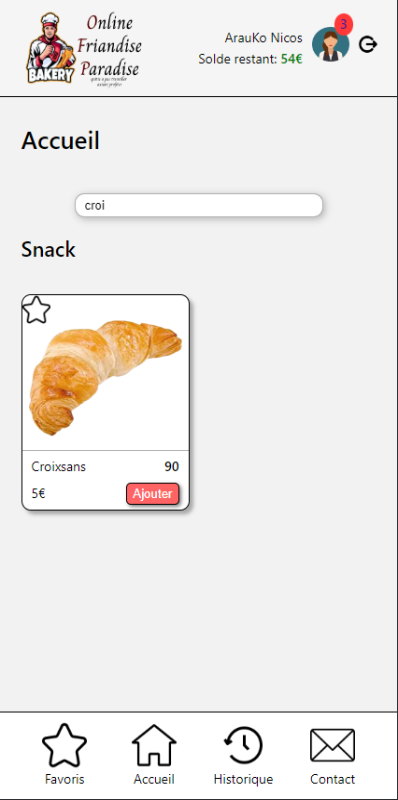 Online
Friandise
Paradise
BAKERY
ArauKo Nicos
3
Solde restant: 54€
Accueil
croi
Snack
Croixsans 90
5€ Ajouter
Favoris Accueil Historique Contact